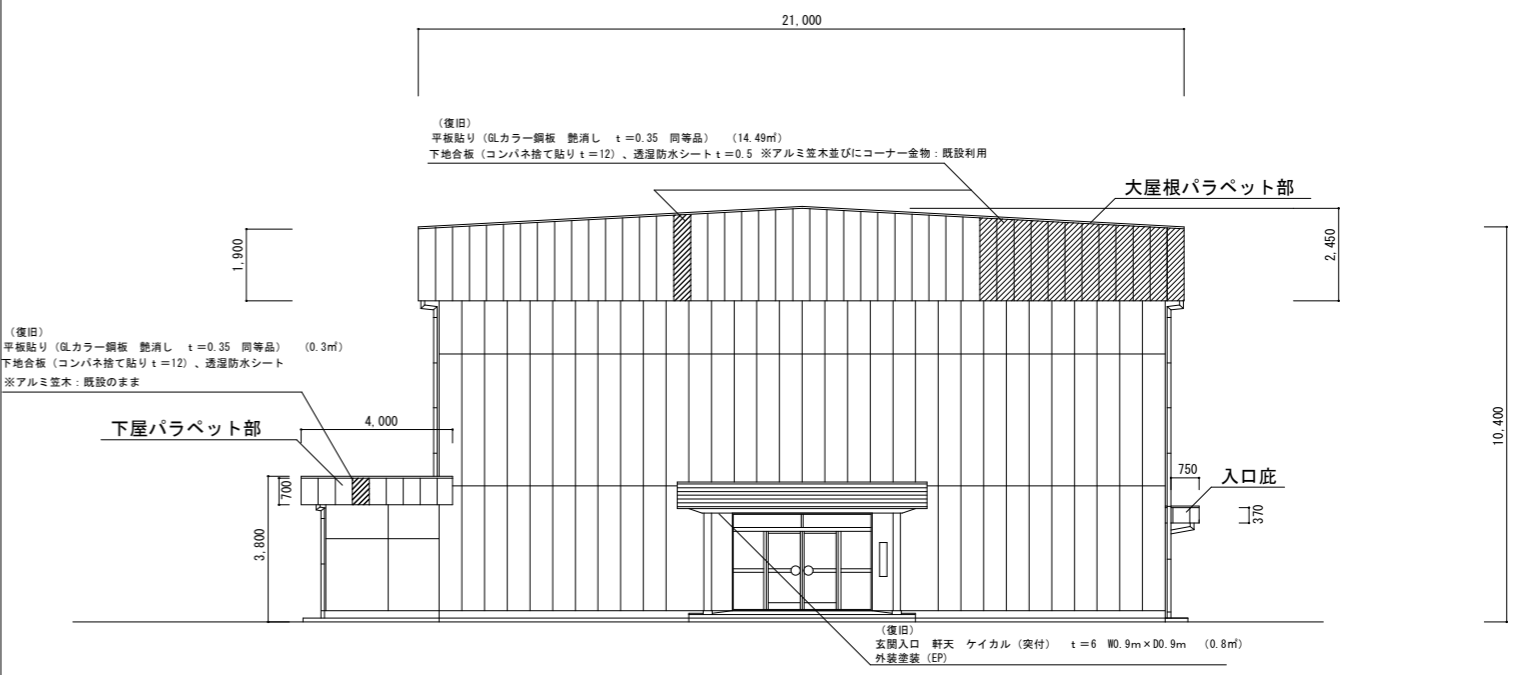 21,000
（復旧）
平板貼り（GLカラー鋼板　艶消し　ｔ＝0.35　同等品）　（14.49㎡）
下地合板（コンパネ捨て貼りｔ＝12）、透湿防水シートｔ＝0.5　※アルミ笠木並びにコーナー金物：既設利用
大屋根パラペット部
1,900
2,450
10,400
（復旧）
平板貼り（GLカラー鋼板　艶消し　ｔ＝0.35　同等品）　（0.3㎡）
下地合板（コンパネ捨て貼りｔ＝12）、透湿防水シート
※アルミ笠木：既設のまま
下屋パラペット部
4,000
700
3,800
750
入口庇
370
（復旧）
玄関入口　軒天　ケイカル（突付）　ｔ＝6　W0.9ｍ×D0.9ｍ　（0.8㎡）
外装塗装（EP）